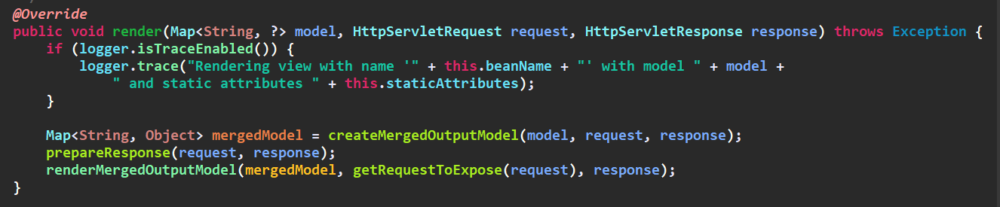 @Override
public void render(Map<String, ?> model, HttpServletRequest request, HttpServletResponse response) throws Exception {
    if (logger.isTraceEnabled()) {
        logger.trace("Rendering view with name '" + this.beanName + "' with model " + model +
            " and static attributes " + this.staticAttributes);
    }

    Map<String, Object> mergedModel = createMergedOutputModel(model, request, response);
    prepareResponse(request, response);
    renderMergedOutputModel(mergedModel, getRequestToExpose(request), response);
}